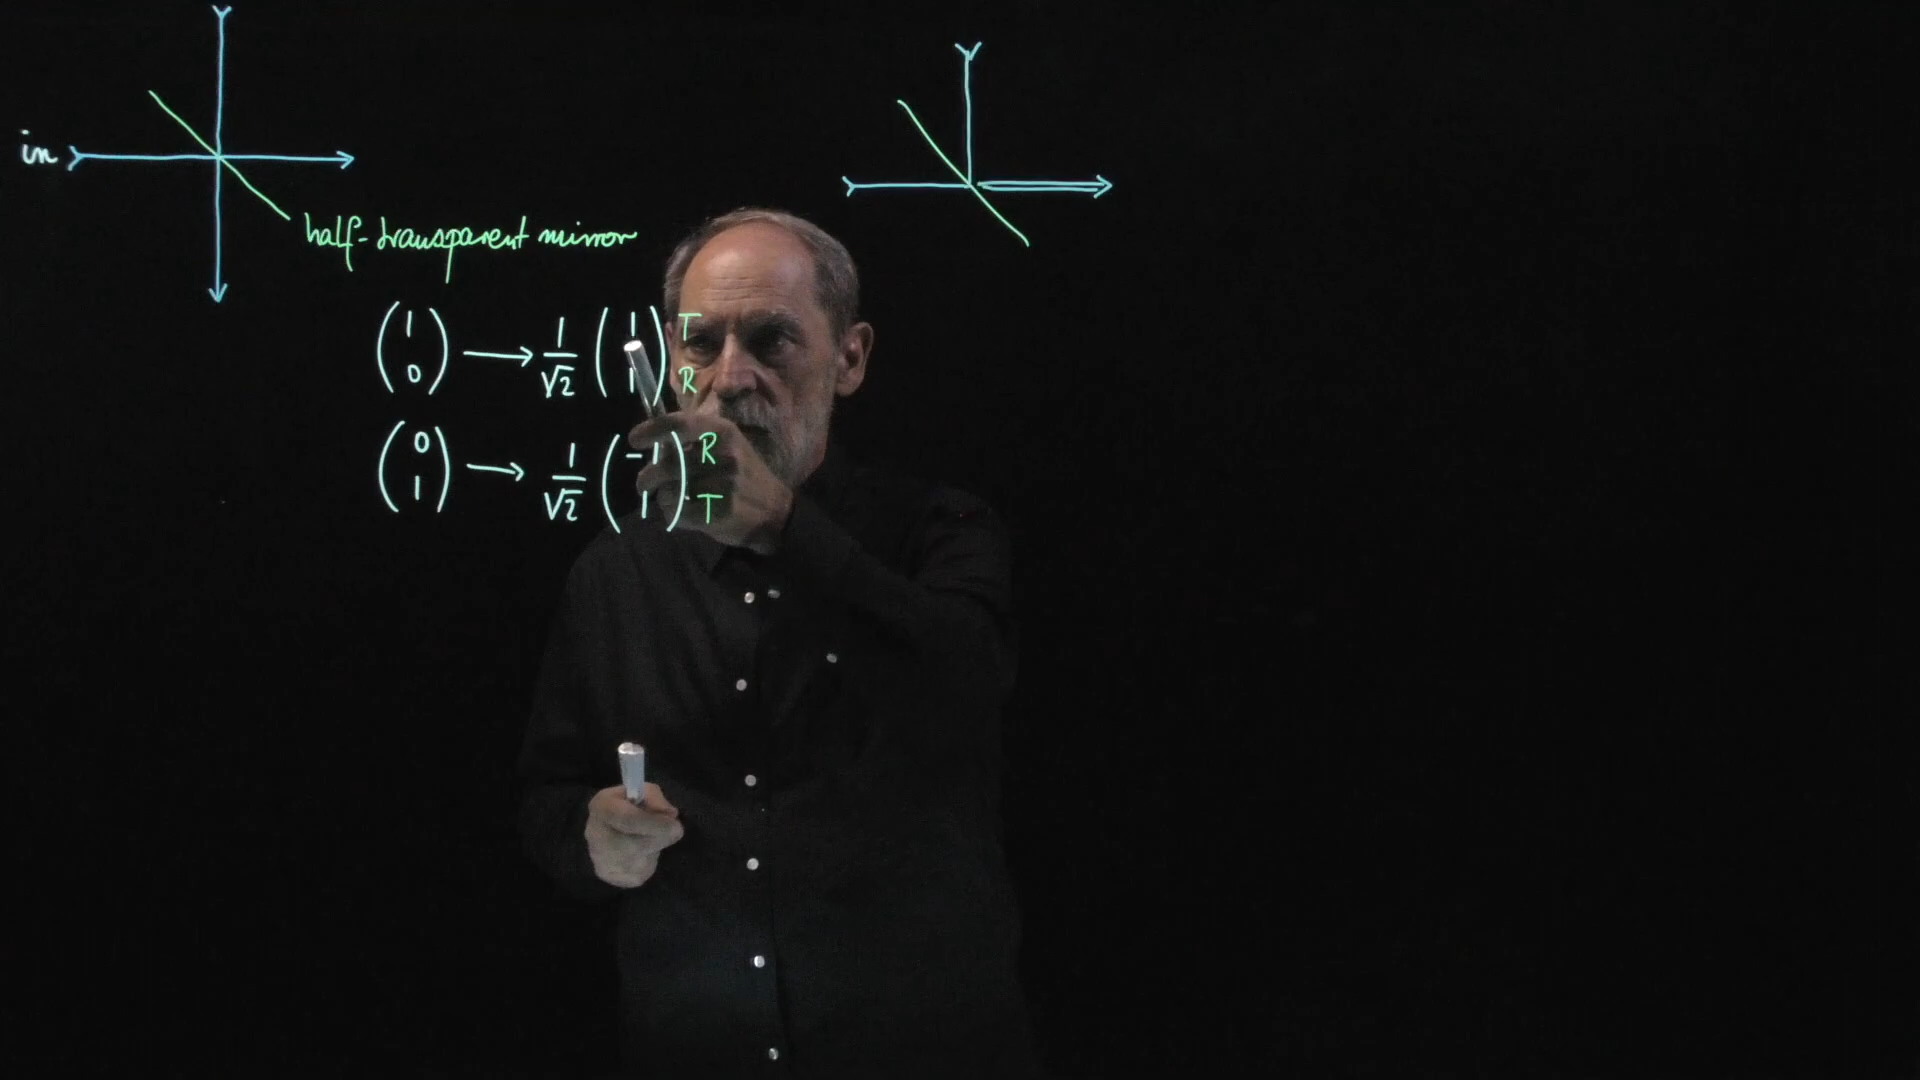 in
half-transparent mirror
(1 0) → 1/√2 (1 1) T R
(0 1) → 1/√2 (-1 1) R T